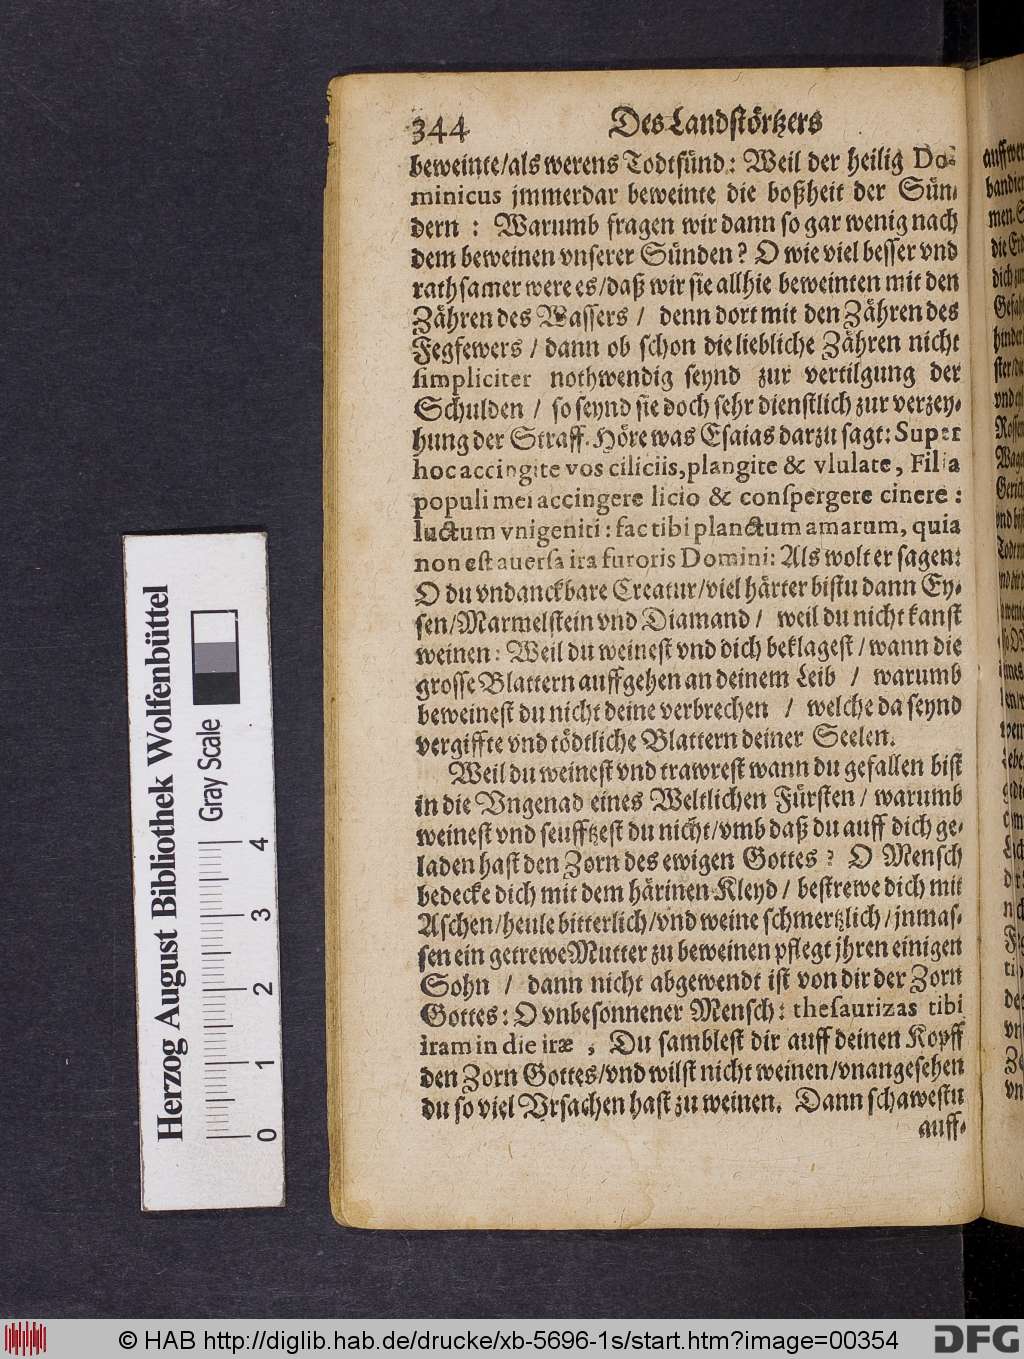 344 Des Landstörtzers
beweinte/als werens Todtsünd: Weil der heilig Do-
minicus jmmerdar beweinte die boßheit der Sün-
dern : Warumb fragen wir dann so gar wenig nach
dem beweinen vnserer Sünden? O wie viel besser vnd
rathsamer were es/daß wir sie allhie beweinten mit den
Zähren des Wassers / denn dort mit den Zähren des
Fegfewers / dann ob schon die liebliche Zähren nicht
simpliciter nothwendig seynd zur vertilgung der
Schulden / so seynd sie doch sehr dienstlich zur verzey-
hung der Straff. Höre was Esaias darzu sagt: Super
hoc accingite vos ciliciis, plangite & vlulate, Filia
populi mei accingere licio & conspergere cinere :
luctum vnigeniti: fac tibi planctum amarum, quia
non est auersa ira furoris Domini: Als wolt er sagen:
O du vndanckbare Creatur/viel härter bistu dann Ey-
sen/Marmelstein vnd Diamand / weil du nicht kanst
weinen: Weil du weinest vnd dich beklagest/wann die
grosse Blattern auffgehen an deinem Leib / warumb
beweinest du nicht deine verbrechen / welche da seynd
vergiffte vnd tödtliche Blattern deiner Seelen.
Weil du weinest vnd trawrest wann du gefallen bist
in die Vngenad eines Weltlichen Fürsten / warumb
weinest vnd seufftzest du nicht/vmb daß du auff dich ge-
laden hast den Zorn des ewigen Gottes? O Mensch
bedecke dich mit dem härinen Kleyd / bestrewe dich mit
Aschen/heule bitterlich/vnd weine schmertzlich/jnmas-
sen ein getrewe Mutter zu beweinen pflegt jhren einigen
Sohn / dann nicht abgewendt ist von dir der Zorn
Gottes: O vnbesonnener Mensch: thesaurizas tibi
iram in die iræ, Du samblest dir auff deinen Kopff
den Zorn Gottes/vnd wilst nicht weinen/vnangesehen
du so viel Vrsachen hast zu weinen. Dann schawestu
auff-
Herzog August Bibliothek Wolfenbüttel
Gray Scale
0 1 2 3 4
© HAB http://diglib.hab.de/drucke/xb-5696-1s/start.htm?image=00354
DFG